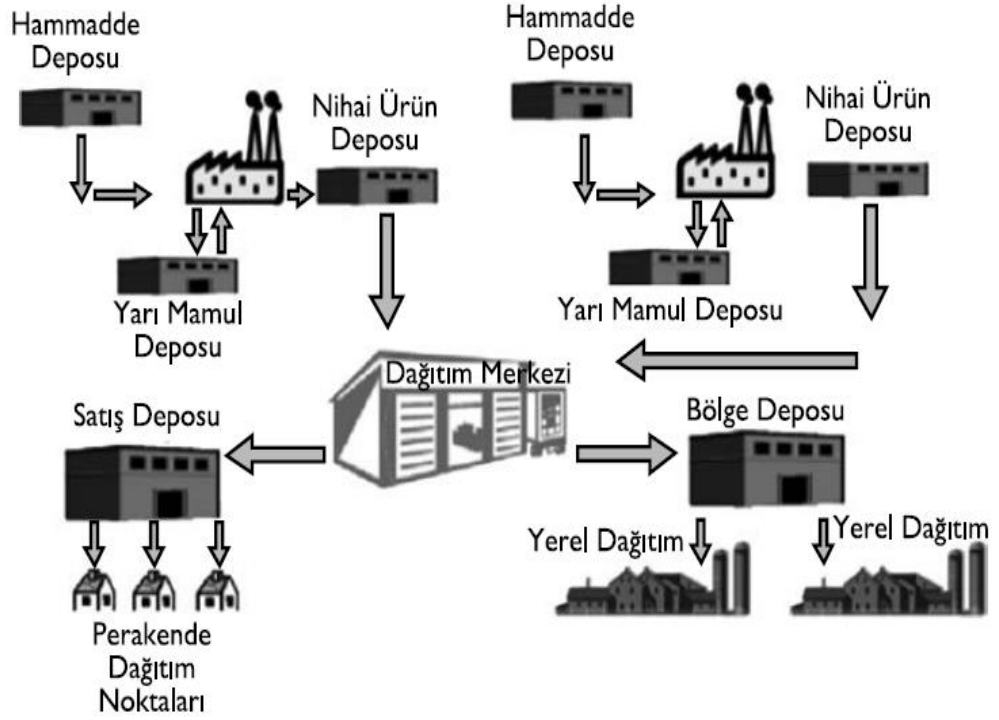 Hammadde
Deposu
Nihai Ürün
Deposu
Yarı Mamul
Deposu
Hammadde
Deposu
Nihai Ürün
Deposu
Yarı Mamul Deposu
Dağıtım Merkezi
Satış Deposu
Bölge Deposu
Yerel Dağıtım
Yerel Dağıtım
Perakende
Dağıtım
Noktaları